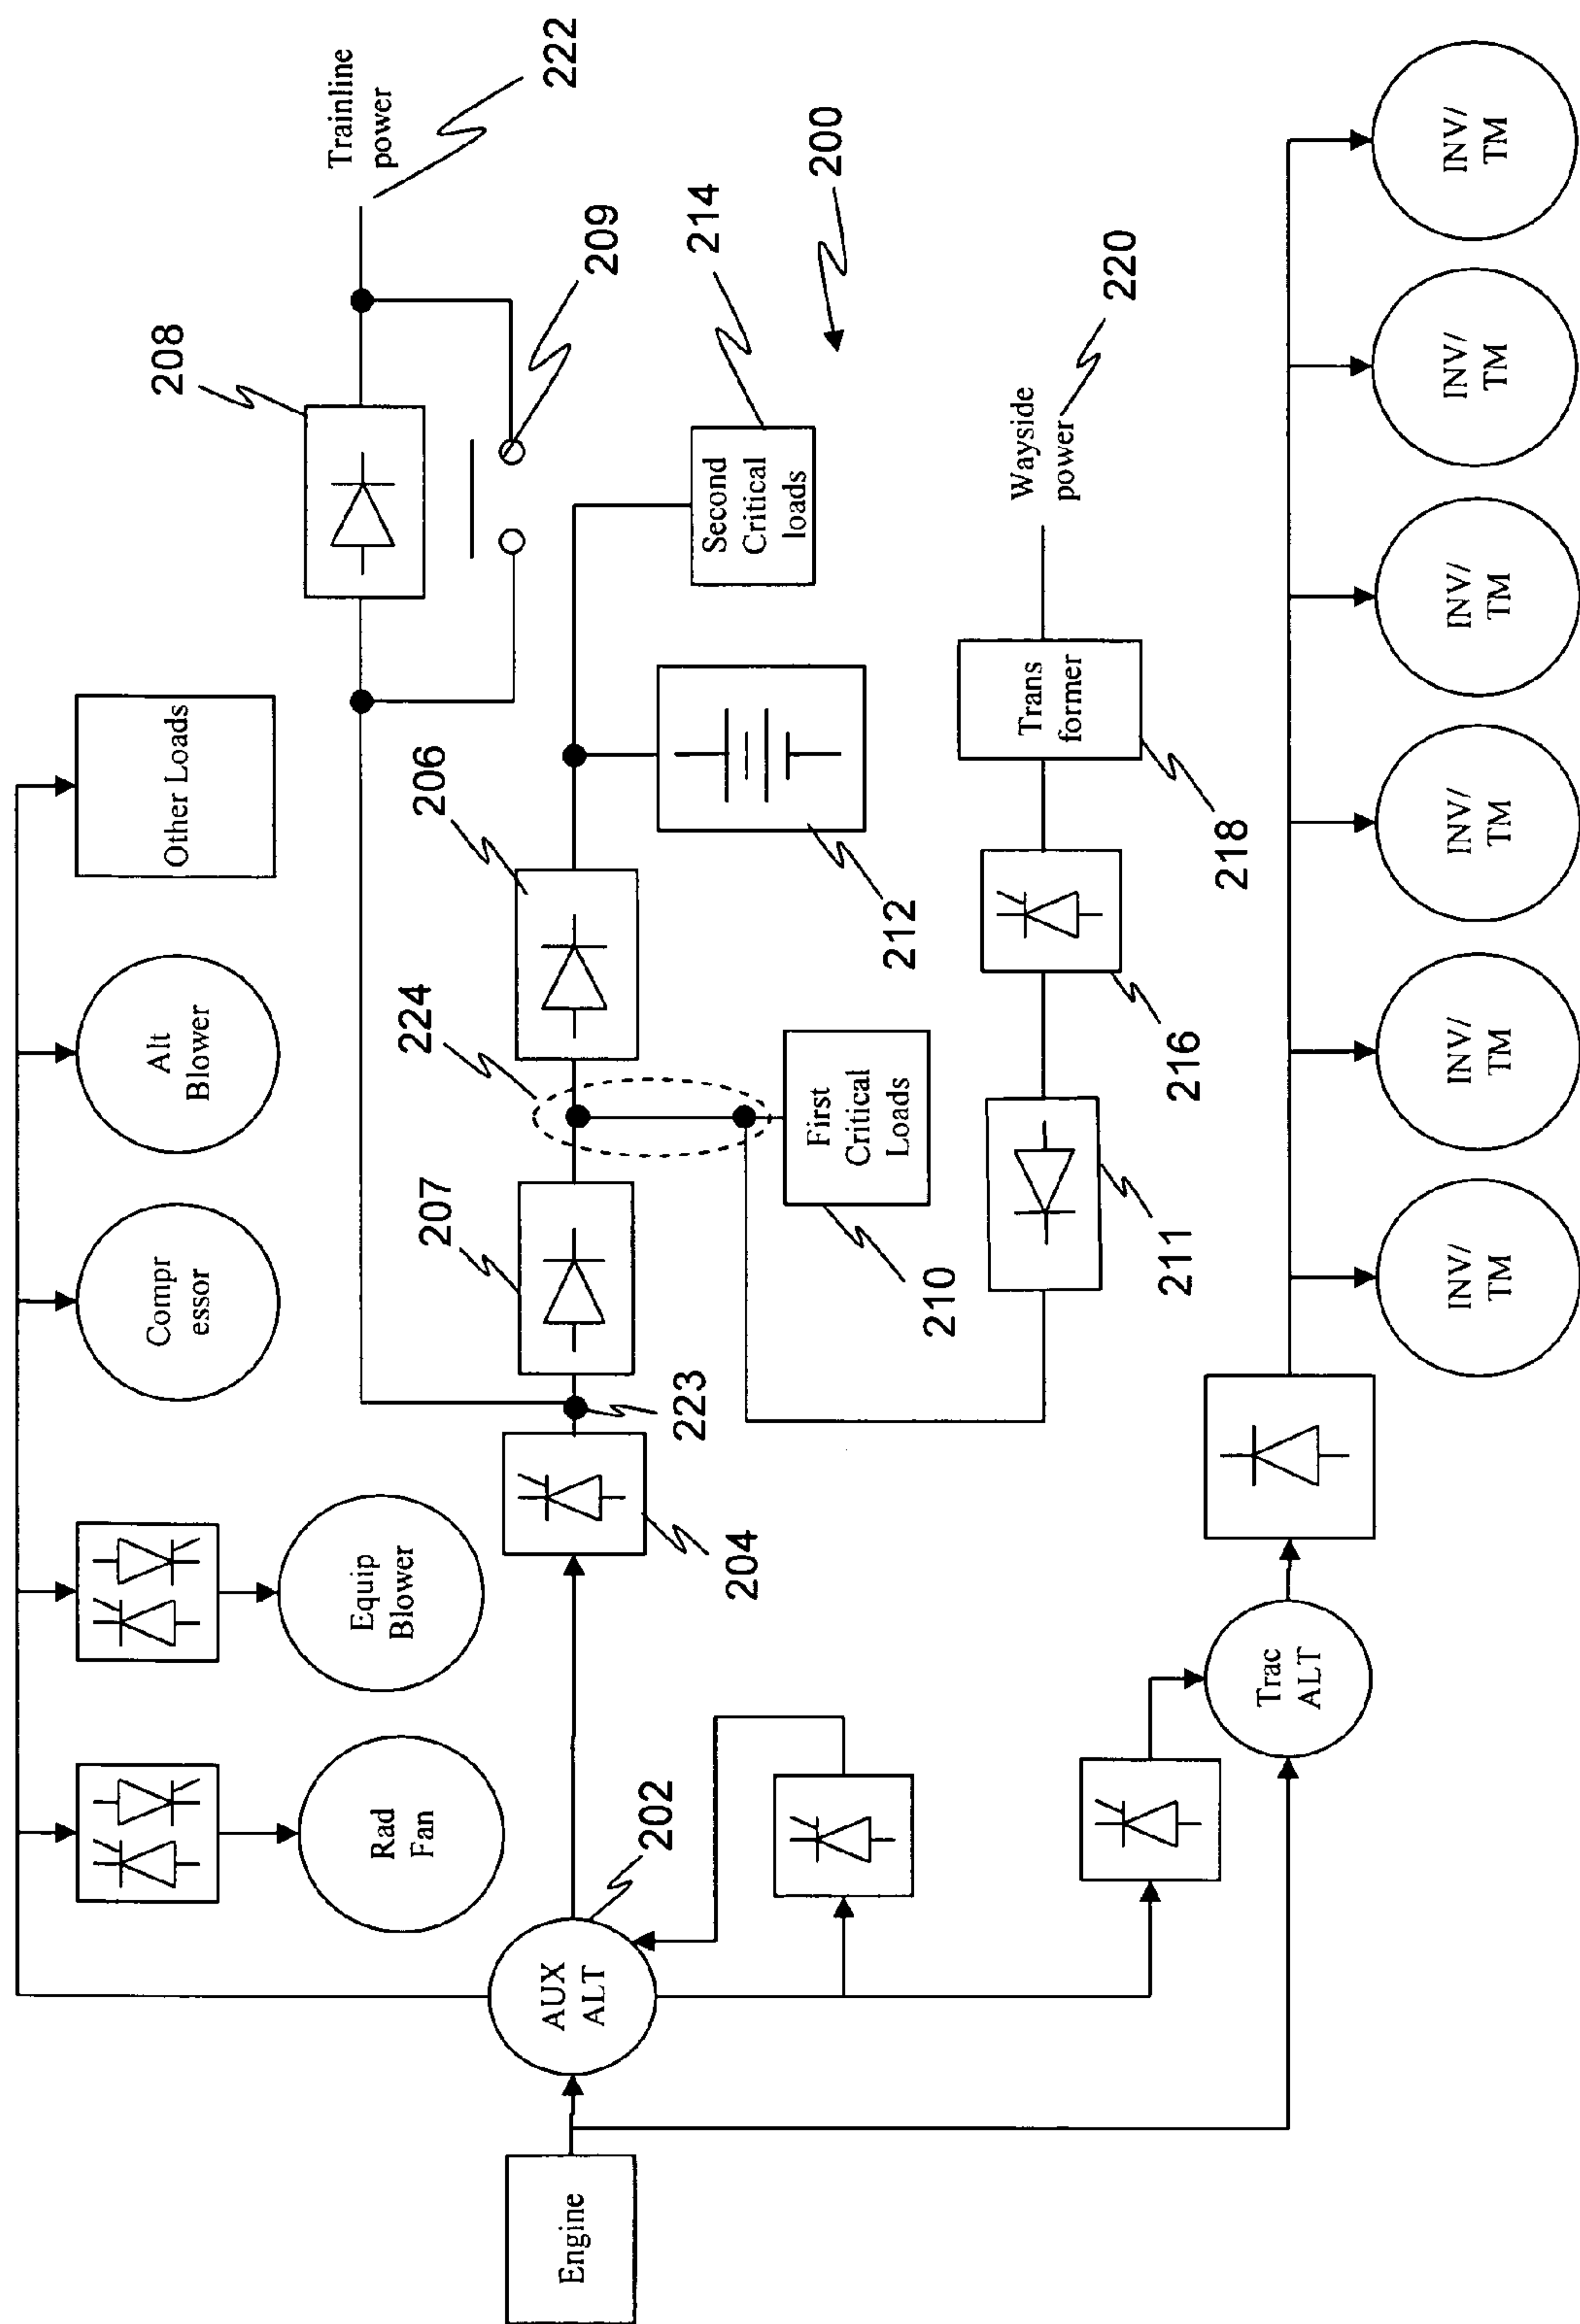 Other Loads
Alt
Blower
Compr
essor
Equip
Blower
Rad
Fan
Trainline
power
222
208
209
206
Second
Critical
loads
214
200
212
224
207
First
Critical
Loads
210
223
204
Wayside
power
220
Trans
former
218
216
211
202
AUX
ALT
Engine
Trac
ALT
INV/
TM
INV/
TM
INV/
TM
INV/
TM
INV/
TM
INV/
TM